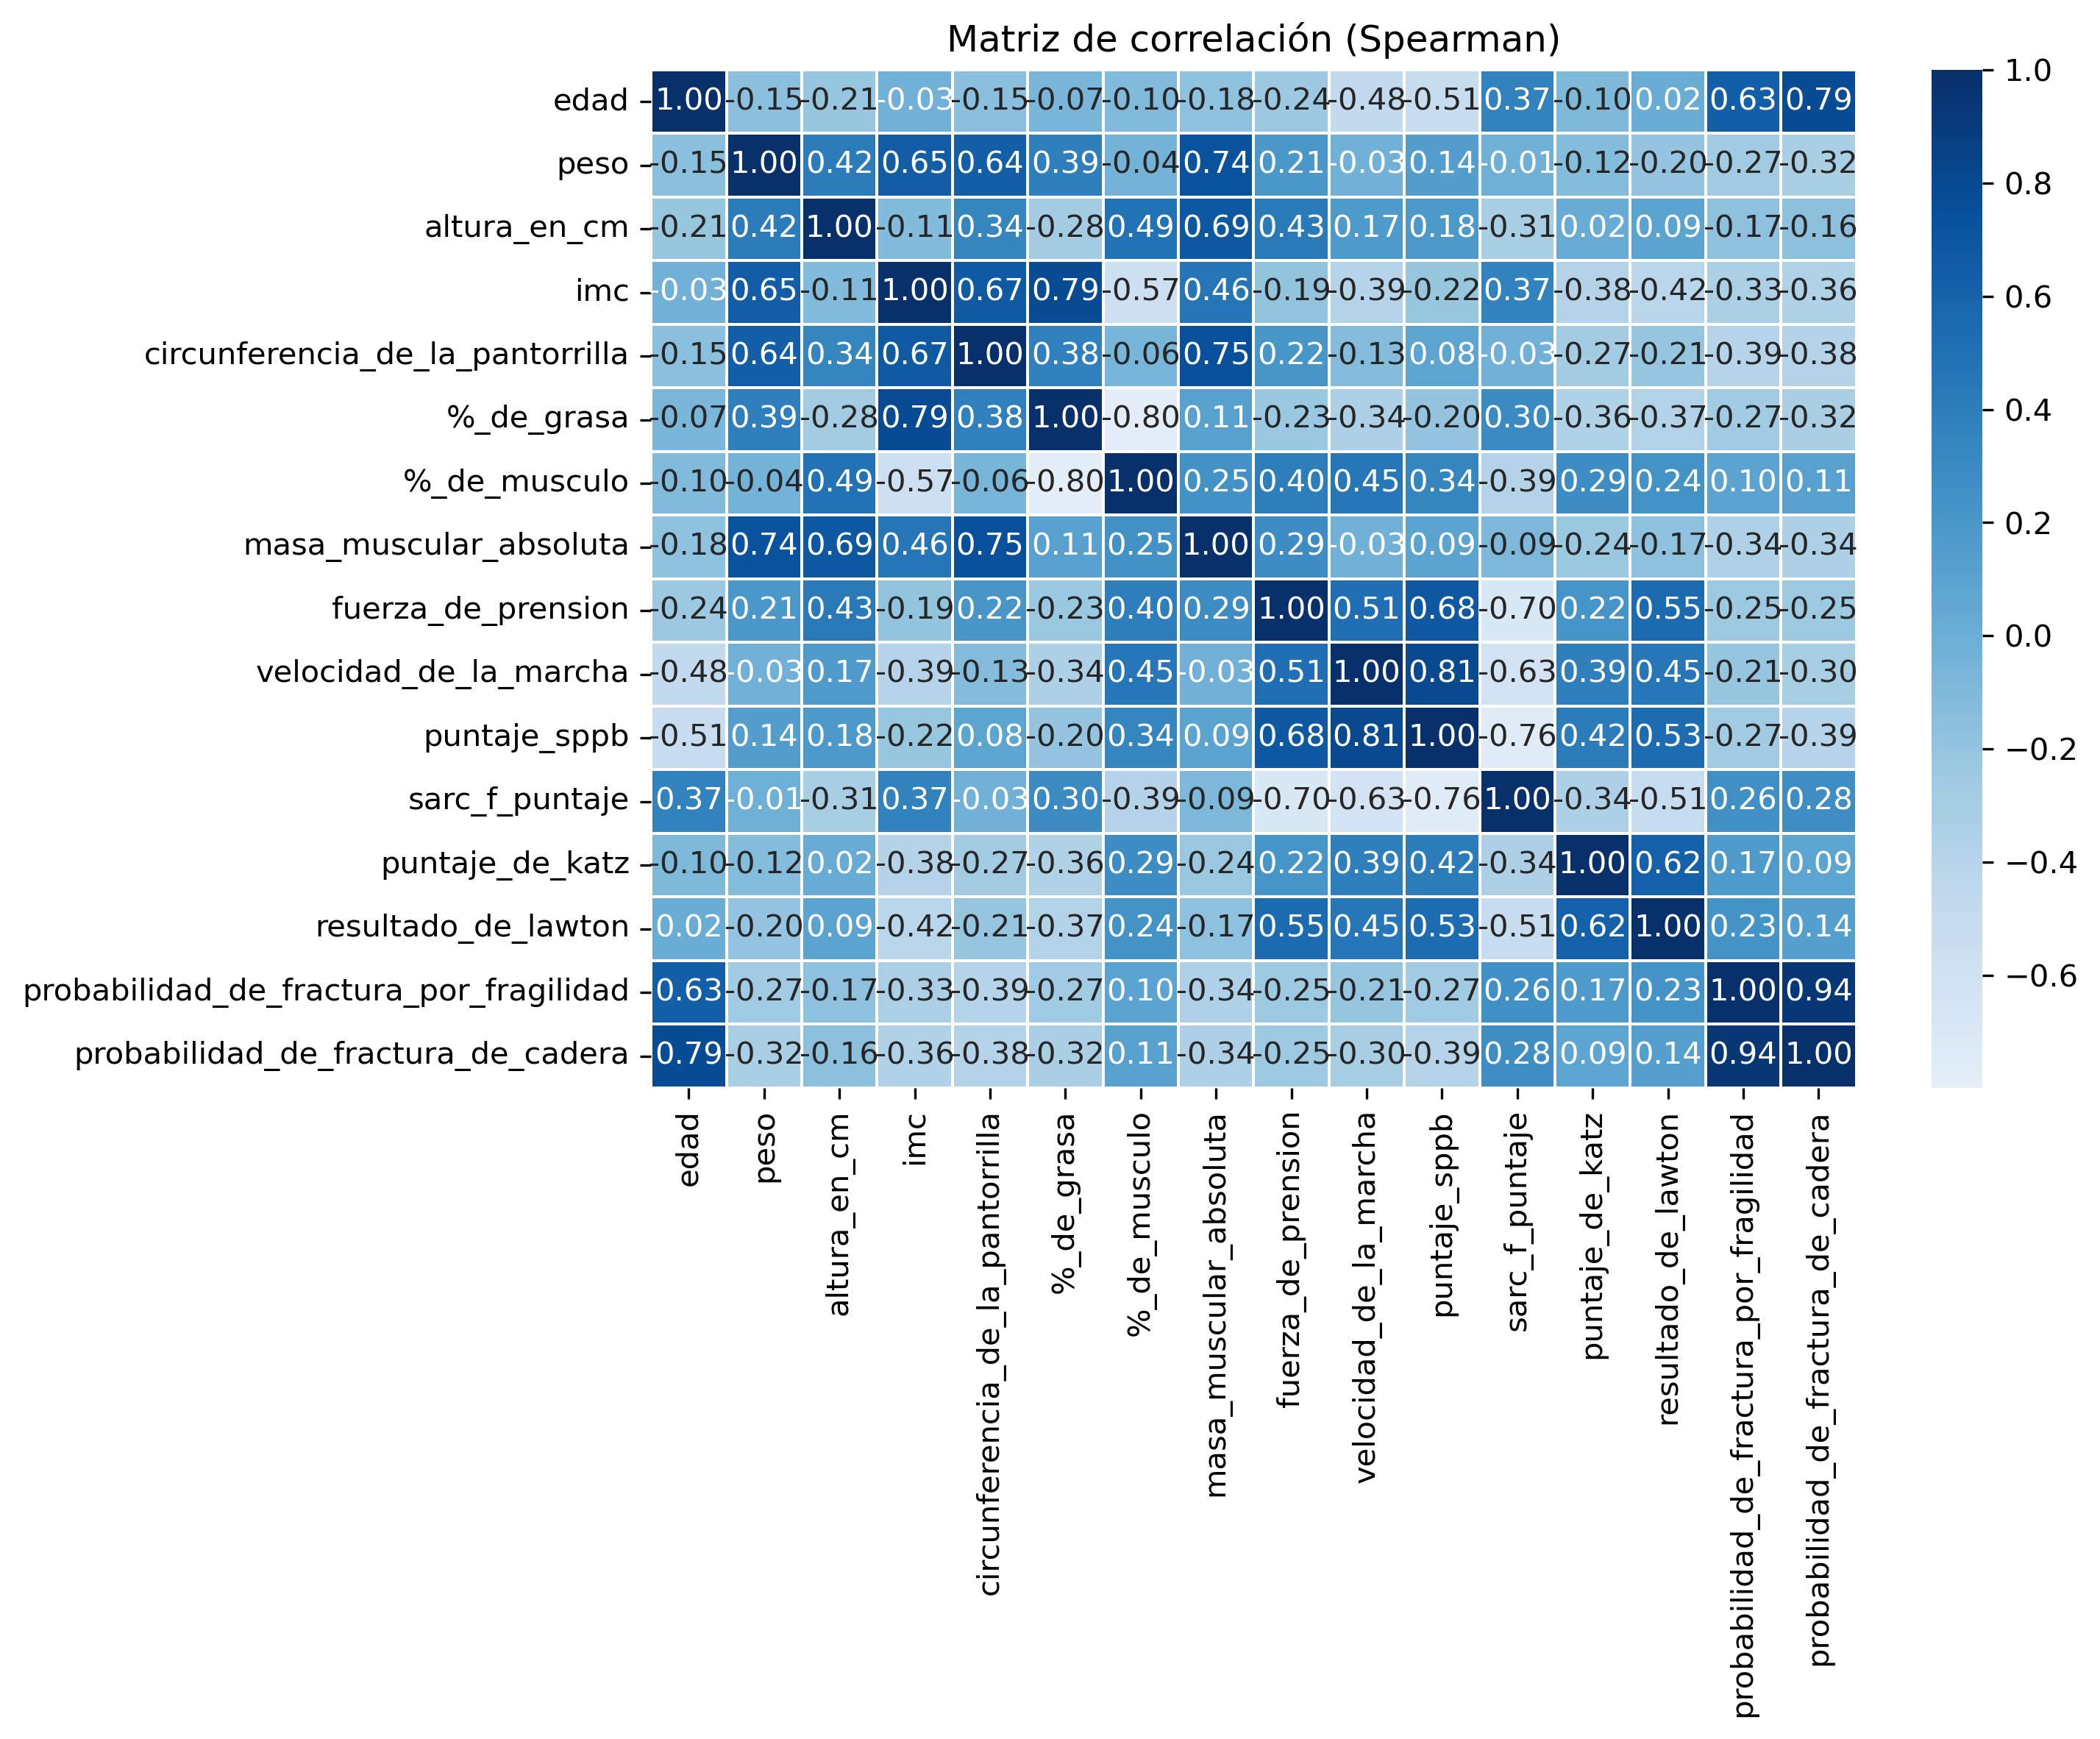 Matriz de correlación (Spearman)
edad 1.00 -0.15 -0.21 -0.03 -0.15 -0.07 -0.10 -0.18 -0.24 -0.48 -0.51 0.37 -0.10 0.02 0.63 0.79
peso -0.15 1.00 0.42 0.65 0.64 0.39 -0.04 0.74 0.21 -0.03 0.14 -0.01 -0.12 -0.20 -0.27 -0.32
altura_en_cm -0.21 0.42 1.00 -0.11 0.34 -0.28 0.49 0.69 0.43 0.17 0.18 -0.31 0.02 0.09 -0.17 -0.16
imc -0.03 0.65 -0.11 1.00 0.67 0.79 -0.57 0.46 -0.19 -0.39 -0.22 0.37 -0.38 -0.42 -0.33 -0.36
circunferencia_de_la_pantorrilla -0.15 0.64 0.34 0.67 1.00 0.38 -0.06 0.75 0.22 -0.13 0.08 -0.03 -0.27 -0.21 -0.39 -0.38
%_de_grasa -0.07 0.39 -0.28 0.79 0.38 1.00 -0.80 0.11 -0.23 -0.34 -0.20 0.30 -0.36 -0.37 -0.27 -0.32
%_de_musculo -0.10 -0.04 0.49 -0.57 -0.06 -0.80 1.00 0.25 0.40 0.45 0.34 -0.39 0.29 0.24 0.10 0.11
masa_muscular_absoluta -0.18 0.74 0.69 0.46 0.75 0.11 0.25 1.00 0.29 -0.03 0.09 -0.09 -0.24 -0.17 -0.34 -0.34
fuerza_de_prension -0.24 0.21 0.43 -0.19 0.22 -0.23 0.40 0.29 1.00 0.51 0.68 -0.70 0.22 0.55 -0.25 -0.25
velocidad_de_la_marcha -0.48 -0.03 0.17 -0.39 -0.13 -0.34 0.45 -0.03 0.51 1.00 0.81 -0.63 0.39 0.45 -0.21 -0.30
puntaje_sppb -0.51 0.14 0.18 -0.22 0.08 -0.20 0.34 0.09 0.68 0.81 1.00 -0.76 0.42 0.53 -0.27 -0.39
sarc_f_puntaje 0.37 -0.01 -0.31 0.37 -0.03 0.30 -0.39 -0.09 -0.70 -0.63 -0.76 1.00 -0.34 -0.51 0.26 0.28
puntaje_de_katz -0.10 -0.12 0.02 -0.38 -0.27 -0.36 0.29 -0.24 0.22 0.39 0.42 -0.34 1.00 0.62 0.17 0.09
resultado_de_lawton 0.02 -0.20 0.09 -0.42 -0.21 -0.37 0.24 -0.17 0.55 0.45 0.53 -0.51 0.62 1.00 0.23 0.14
probabilidad_de_fractura_por_fragilidad 0.63 -0.27 -0.17 -0.33 -0.39 -0.27 0.10 -0.34 -0.25 -0.21 -0.27 0.26 0.17 0.23 1.00 0.94
probabilidad_de_fractura_de_cadera 0.79 -0.32 -0.16 -0.36 -0.38 -0.32 0.11 -0.34 -0.25 -0.30 -0.39 0.28 0.09 0.14 0.94 1.00
edad
peso
altura_en_cm
imc
circunferencia_de_la_pantorrilla
%_de_grasa
%_de_musculo
masa_muscular_absoluta
fuerza_de_prension
velocidad_de_la_marcha
puntaje_sppb
sarc_f_puntaje
puntaje_de_katz
resultado_de_lawton
probabilidad_de_fractura_por_fragilidad
probabilidad_de_fractura_de_cadera
1.0
0.8
0.6
0.4
0.2
0.0
−0.2
−0.4
−0.6